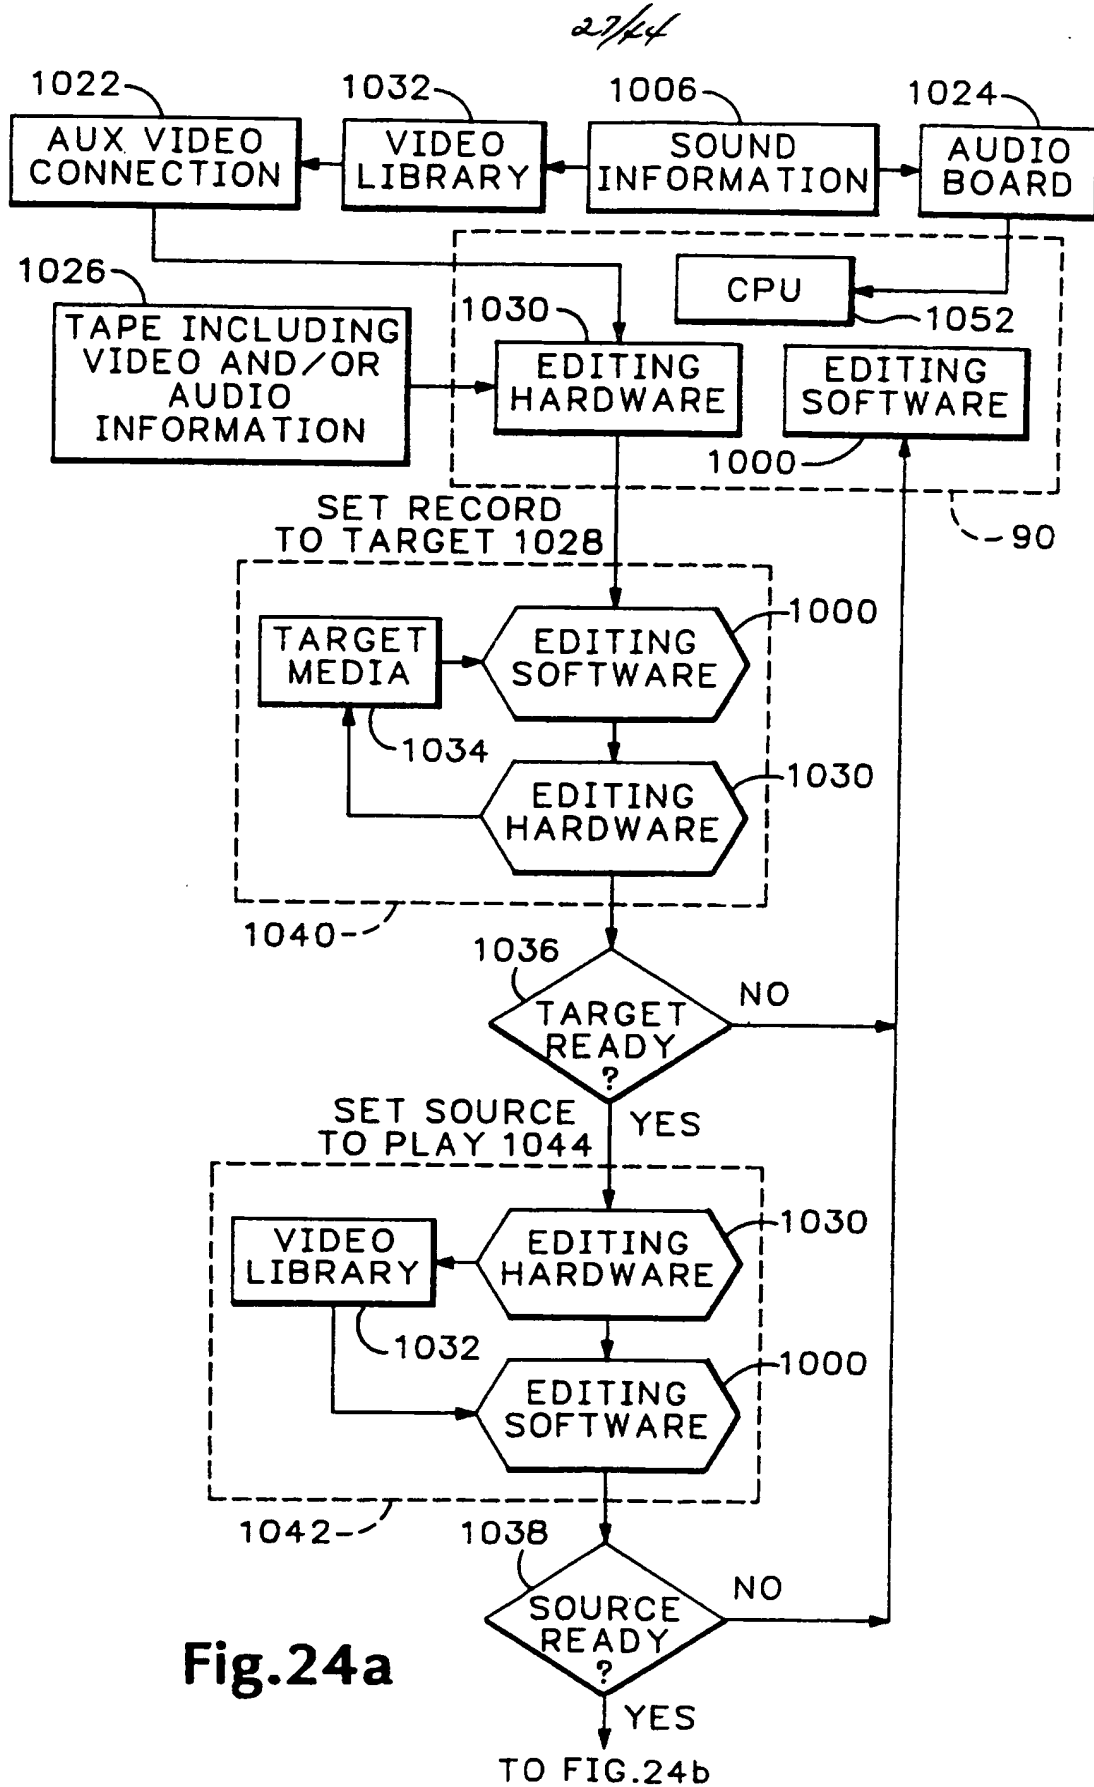 27/44
1022
1032
1006
1024
AUX VIDEO
CONNECTION
VIDEO
LIBRARY
SOUND
INFORMATION
AUDIO
BOARD
1026
CPU
1052
1030
TAPE INCLUDING
VIDEO AND/OR
AUDIO
INFORMATION
EDITING
HARDWARE
EDITING
SOFTWARE
1000
90
SET RECORD
TO TARGET 1028
TARGET
MEDIA
1034
EDITING
SOFTWARE
1000
EDITING
HARDWARE
1030
1040
1036
TARGET
READY
?
NO
YES
SET SOURCE
TO PLAY 1044
VIDEO
LIBRARY
1032
EDITING
HARDWARE
1030
EDITING
SOFTWARE
1000
1042
1038
SOURCE
READY
?
NO
YES
Fig.24a
TO FIG.24b